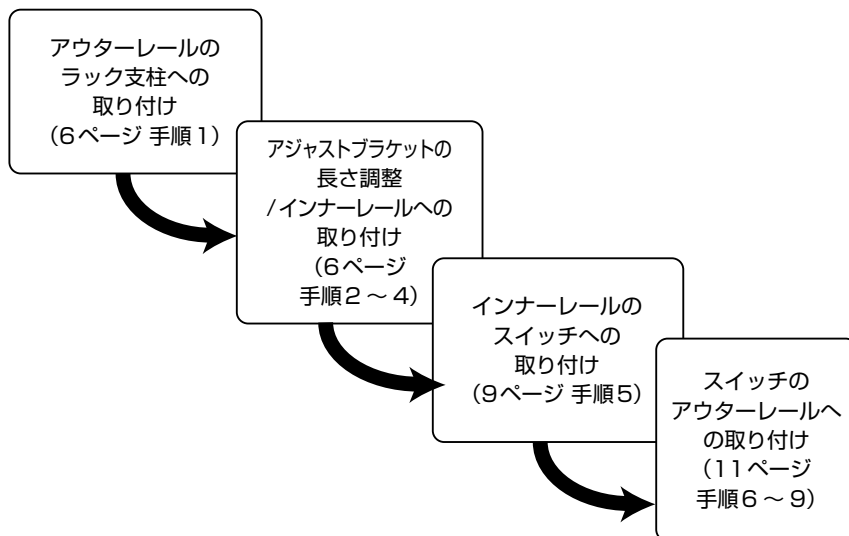 アウターレールの
ラック支柱への
取り付け
（6ページ 手順1）
アジャストブラケットの
長さ調整
/インナーレールへの
取り付け
（6ページ
手順2～4）
インナーレールの
スイッチへの
取り付け
（9ページ 手順5）
スイッチの
アウターレールへ
の取り付け
（11ページ
手順6～9）